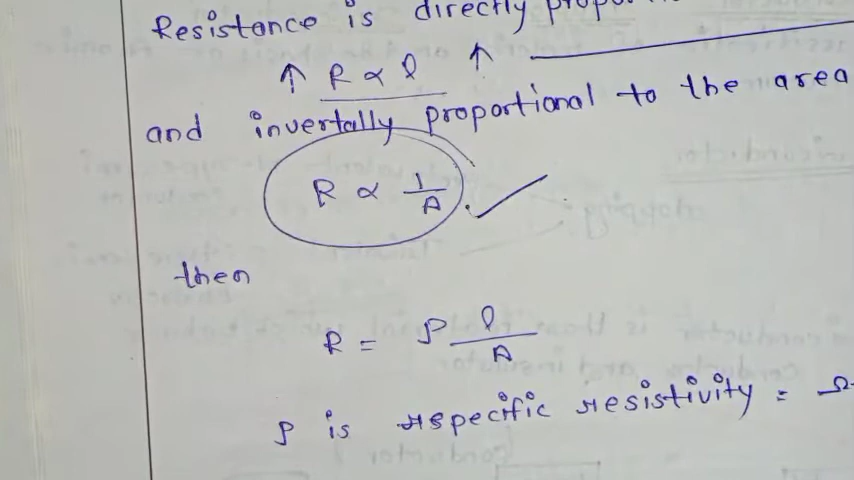 Resistance is directly
↑ R ∝ l ↑
and invertally proportional to the area
R ∝ 1/A
then
R = ρ l/A
ρ is specific resistivity = Ω